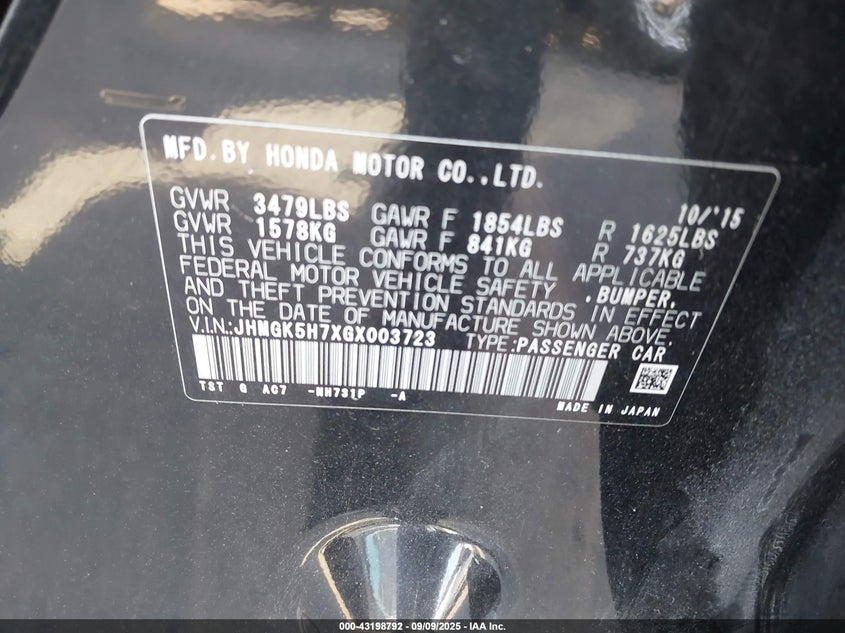 MFD. BY HONDA MOTOR CO.,LTD.
10/'15
GVWR 3479LBS GAWR F 1854LBS R 1625LBS
GVWR 1578KG GAWR F 841KG R 737KG
THIS VEHICLE CONFORMS TO ALL APPLICABLE
FEDERAL MOTOR VEHICLE SAFETY , BUMPER,
AND THEFT PREVENTION STANDARDS IN EFFECT
ON THE DATE OF MANUFACTURE SHOWN ABOVE.
V.I.N.:JHMGK5H7XGX003723 TYPE:PASSENGER CAR
TST G AC7 -NH731P -A
MADE IN JAPAN
000-43198792 - 09/09/2025 - IAA Inc.